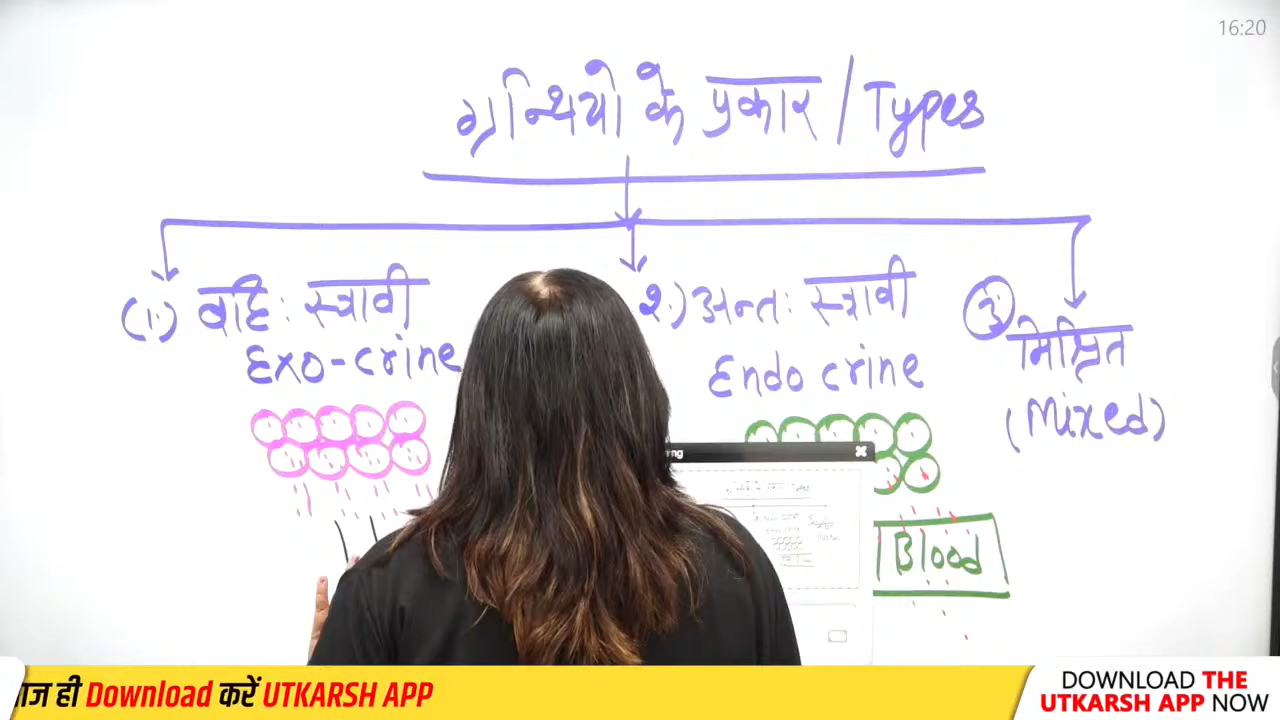 16:20
ग्रन्थियो के प्रकार / Types
(1.) बहि: स्त्रावी
Exo-crine
2.) अन्त: स्त्रावी
Endo crine
3.
मिश्रित
(Mixed)
Blood
ज ही Download करें UTKARSH APP
DOWNLOAD THE
UTKARSH APP NOW